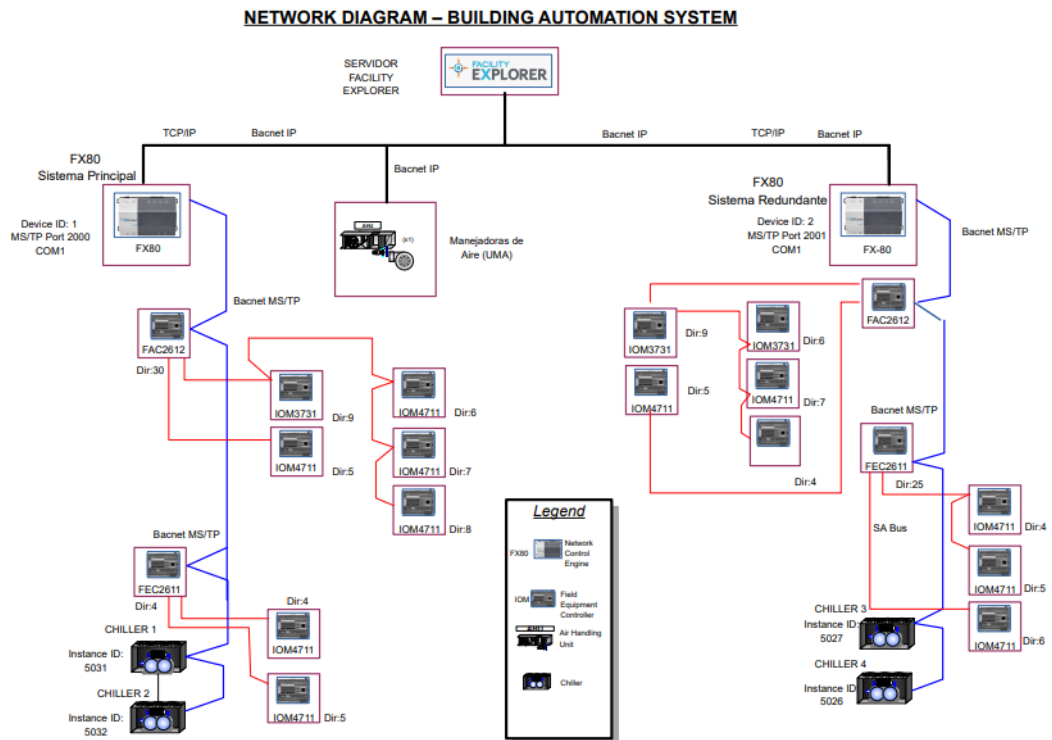 NETWORK DIAGRAM – BUILDING AUTOMATION SYSTEM
SERVIDOR
FACILITY
EXPLORER
FACILITY
EXPLORER
TCP/IP
Bacnet IP
Bacnet IP
TCP/IP
Bacnet IP
FX80
Sistema Principal
Device ID: 1
MS/TP Port 2000
COM1
FX80
Bacnet IP
AHU
(x1)
Manejadoras de
Aire (UMA)
FX80
Sistema Redundante
Device ID: 2
MS/TP Port 2001
COM1
FX-80
Bacnet MS/TP
Bacnet MS/TP
FAC2612
Dir:30
IOM3731
Dir:9
IOM4711
Dir:5
IOM4711
Dir:6
IOM4711
Dir:7
IOM4711
Dir:8
FAC2612
IOM3731
Dir:9
IOM3731
Dir:6
IOM4711
Dir:5
IOM4711
Dir:7
Dir:4
Bacnet MS/TP
FEC2611
Dir:25
SA Bus
IOM4711
Dir:4
IOM4711
Dir:5
IOM4711
Dir:6
Bacnet MS/TP
FEC2611
Dir:4
Dir:4
IOM4711
IOM4711
Dir:5
CHILLER 1
Instance ID:
5031
CHILLER 2
Instance ID:
5032
CHILLER 3
Instance ID:
5027
CHILLER 4
Instance ID
5026
Legend
FX80
Network
Control
Engine
IOM
Field
Equipment
Controller
AHU
Air Handling
Unit
Chiller